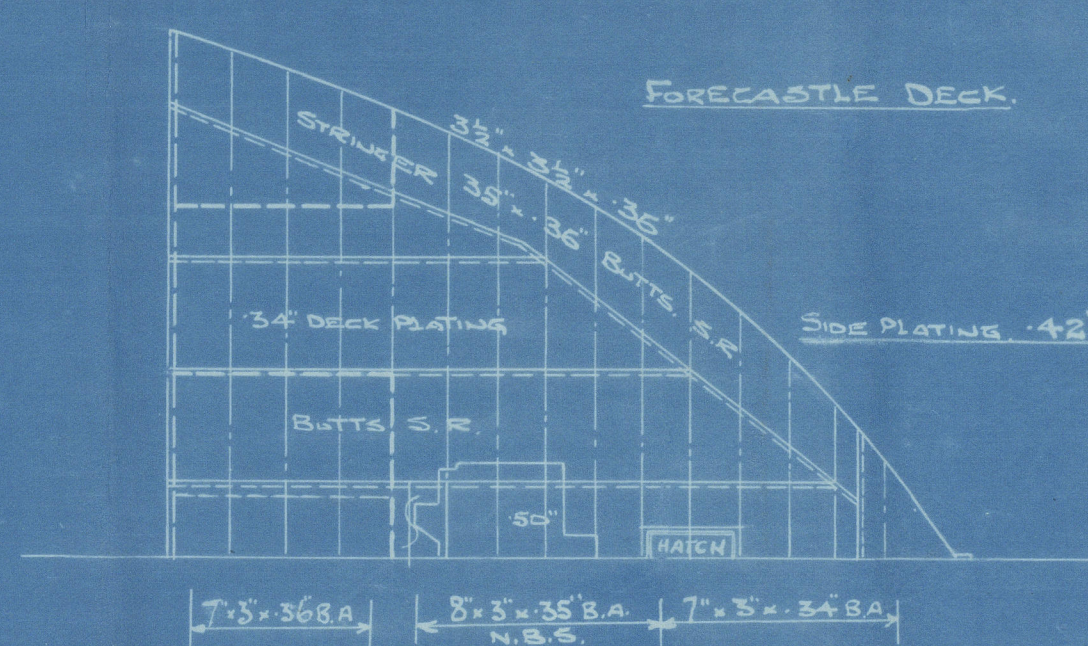 FORECASTLE DECK.
3½" x 3½" x .36"
STRINGER 35" x .36" BUTTS. S.R
SIDE PLATING. .42
.34" DECK PLATING
BUTTS S.R.
.50"
HATCH
7" x 3" x .36 B.A
8" x 3" x .35" B.A.
N.B.S.
7" x 3" x .34" B.A